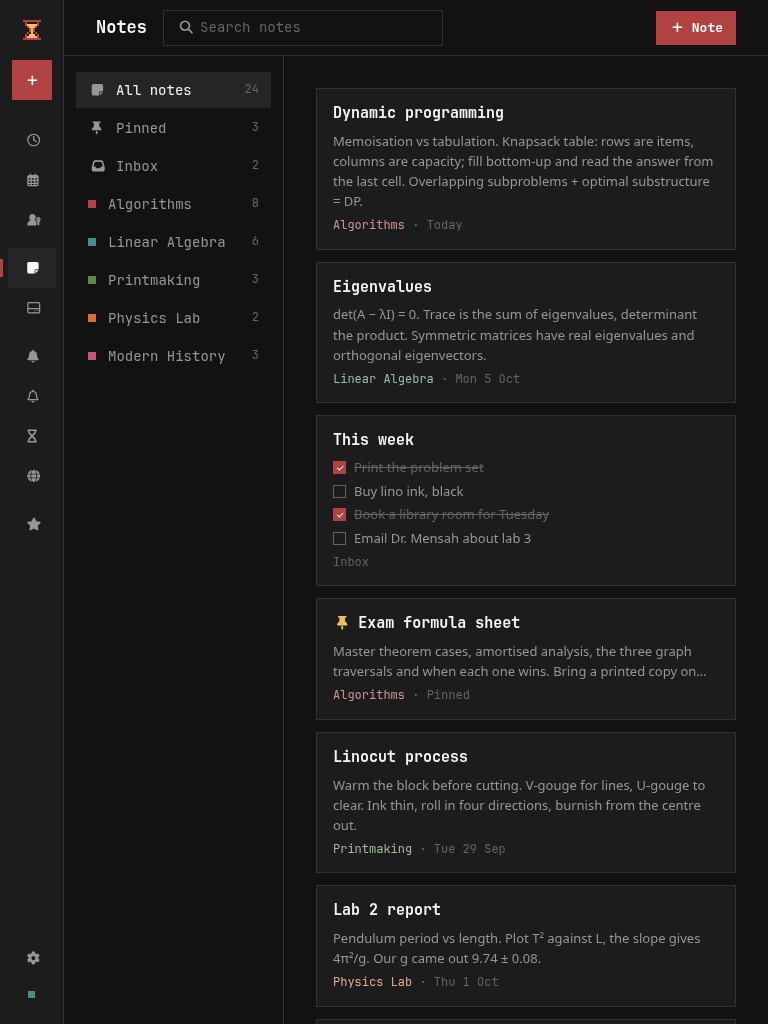 Notes
Search notes
+ Note
All notes 24
Pinned 3
Inbox 2
Algorithms 8
Linear Algebra 6
Printmaking 3
Physics Lab 2
Modern History 3
Dynamic programming
Memoisation vs tabulation. Knapsack table: rows are items,
columns are capacity; fill bottom-up and read the answer from
the last cell. Overlapping subproblems + optimal substructure
= DP.
Algorithms · Today
Eigenvalues
det(A − λI) = 0. Trace is the sum of eigenvalues, determinant
the product. Symmetric matrices have real eigenvalues and
orthogonal eigenvectors.
Linear Algebra · Mon 5 Oct
This week
Print the problem set
Buy lino ink, black
Book a library room for Tuesday
Email Dr. Mensah about lab 3
Inbox
Exam formula sheet
Master theorem cases, amortised analysis, the three graph
traversals and when each one wins. Bring a printed copy on…
Algorithms · Pinned
Linocut process
Warm the block before cutting. V-gouge for lines, U-gouge to
clear. Ink thin, roll in four directions, burnish from the centre
out.
Printmaking · Tue 29 Sep
Lab 2 report
Pendulum period vs length. Plot T² against L, the slope gives
4π²/g. Our g came out 9.74 ± 0.08.
Physics Lab · Thu 1 Oct